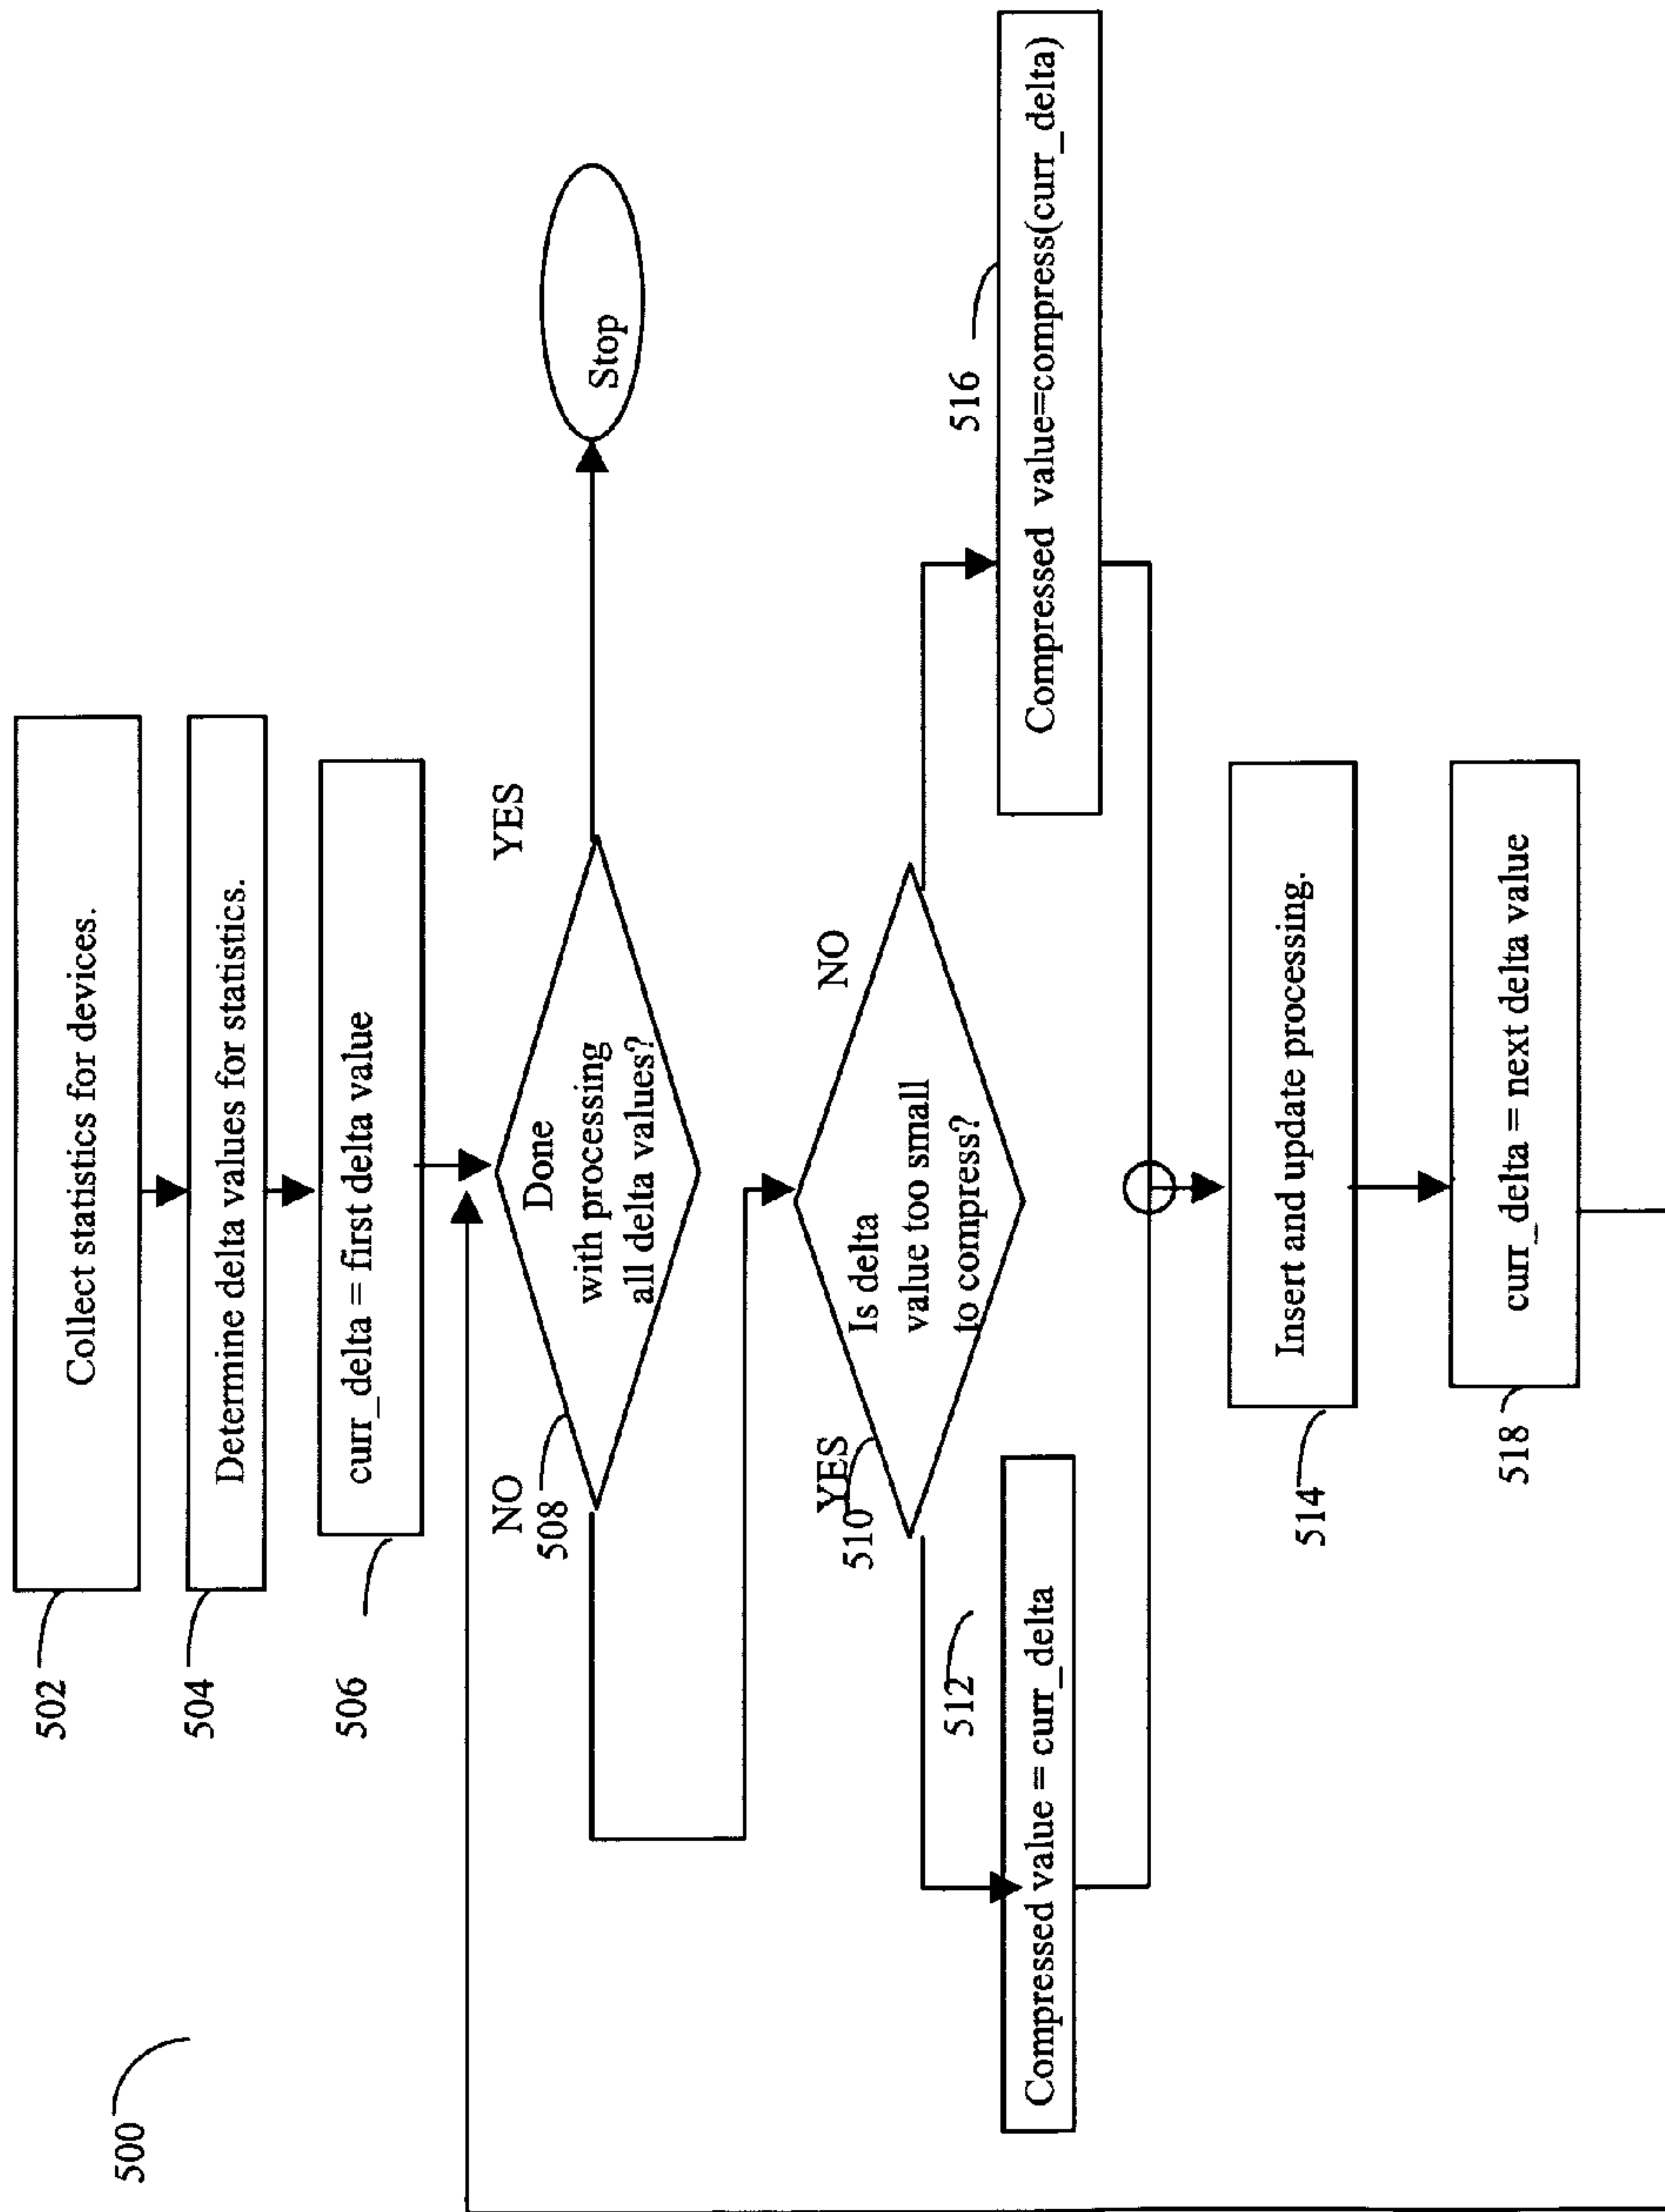 500
502
Collect statistics for devices.
504
Determine delta values for statistics.
506
curr_delta = first delta value
NO
508
Done
with processing
all delta values?
YES
Stop
YES
510
Is delta
value too small
to compress?
NO
512
Compressed value = curr_delta
516
Compressed value=compress(curr_delta)
514
Insert and update processing.
518
curr_delta = next delta value